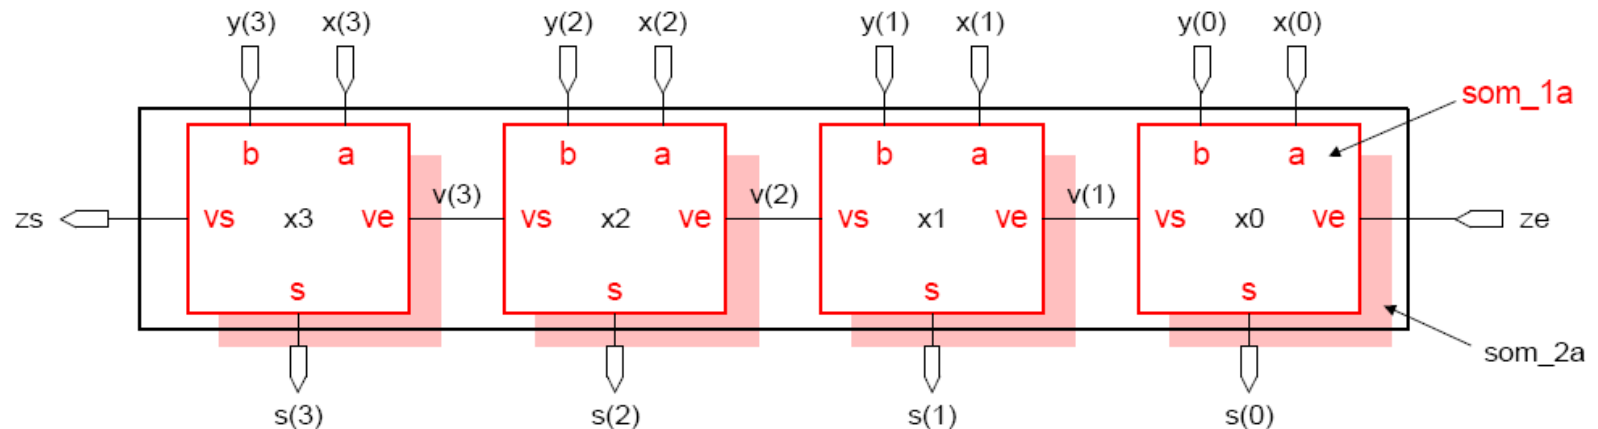 y(3) x(3) y(2) x(2) y(1) x(1) y(0) x(0)
som_1a
b a b a b a b a
v(3) v(2) v(1)
zs vs x3 ve vs x2 ve vs x1 ve vs x0 ve ze
s s s s
som_2a
s(3) s(2) s(1) s(0)